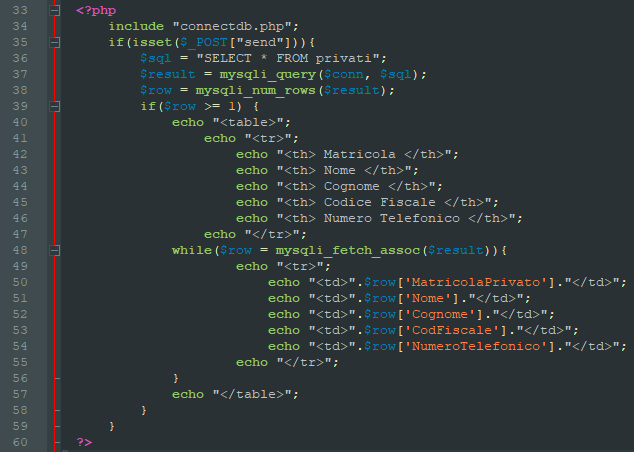 33 <?php
34 include "connectdb.php";
35 if(isset($_POST["send"])){
36 $sql = "SELECT * FROM privati";
37 $result = mysqli_query($conn, $sql);
38 $row = mysqli_num_rows($result);
39 if($row >= 1) {
40 echo "<table>";
41 echo "<tr>";
42 echo "<th> Matricola </th>";
43 echo "<th> Nome </th>";
44 echo "<th> Cognome </th>";
45 echo "<th> Codice Fiscale </th>";
46 echo "<th> Numero Telefonico </th>";
47 echo "</tr>";
48 while($row = mysqli_fetch_assoc($result)){
49 echo "<tr>";
50 echo "<td>".$row['MatricolaPrivato']."</td>";
51 echo "<td>".$row['Nome']."</td>";
52 echo "<td>".$row['Cognome']."</td>";
53 echo "<td>".$row['CodFiscale']."</td>";
54 echo "<td>".$row['NumeroTelefonico']."</td>";
55 echo "</tr>";
56 }
57 echo "</table>";
58 }
59 }
60 ?>